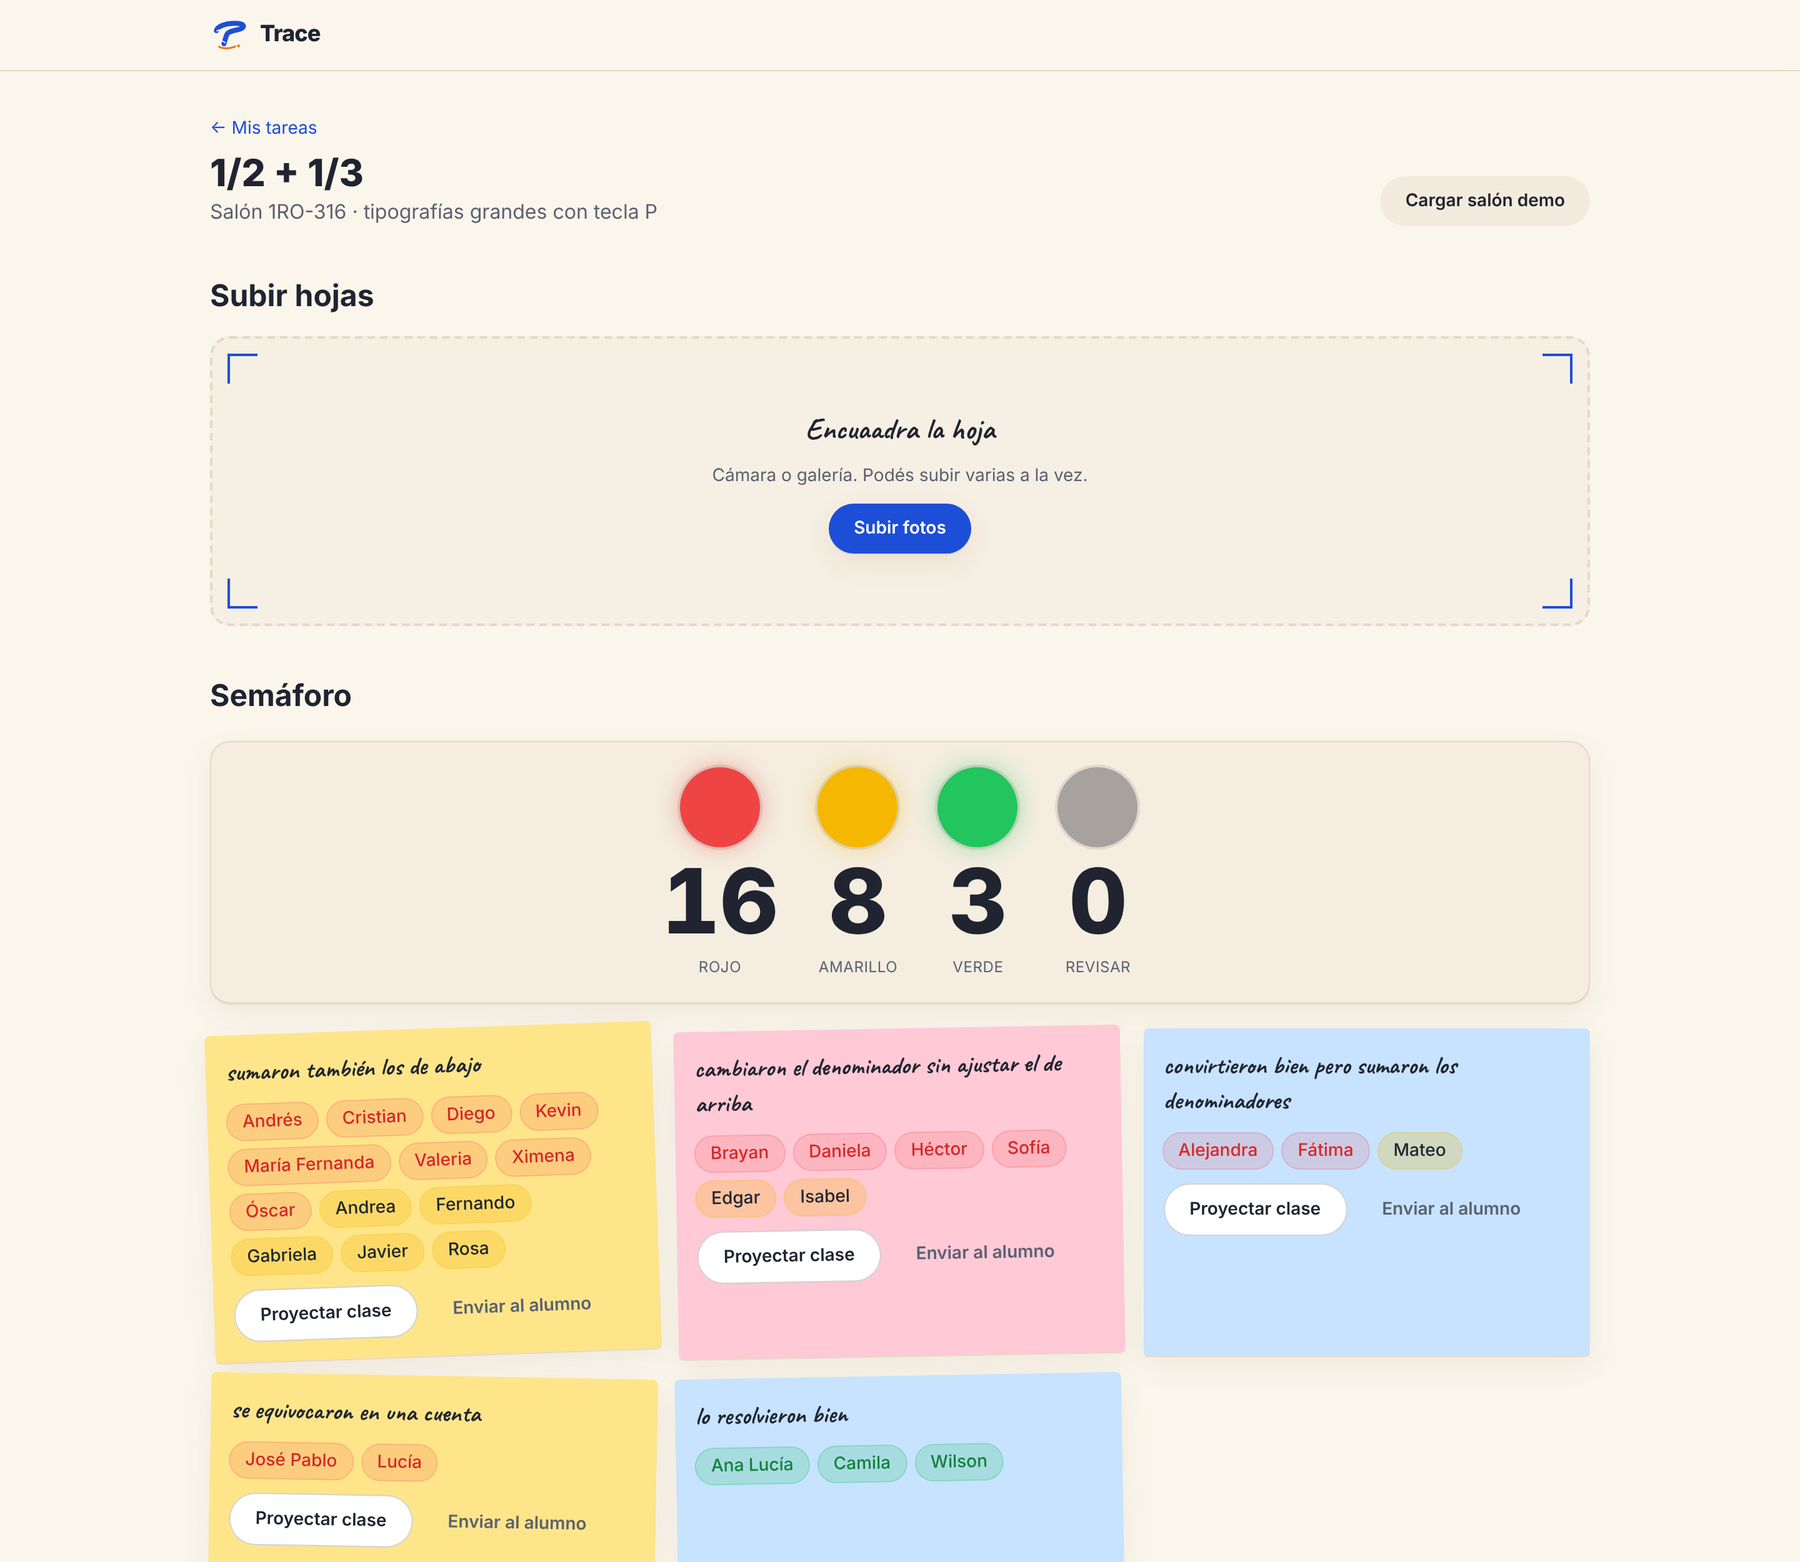 Trace
← Mis tareas
1/2 + 1/3
Salón 1RO-316 · tipografías grandes con tecla P
Cargar salón demo
Subir hojas
Encuaadra la hoja
Cámara o galería. Podés subir varias a la vez.
Subir fotos
Semáforo
16 8 3 0
ROJO AMARILLO VERDE REVISAR
sumaron también los de abajo
Andrés Cristian Diego Kevin
María Fernanda Valeria Ximena
Óscar Andrea Fernando
Gabriela Javier Rosa
Proyectar clase Enviar al alumno
cambiaron el denominador sin ajustar el de
arriba
Brayan Daniela Héctor Sofía
Edgar Isabel
Proyectar clase Enviar al alumno
convirtieron bien pero sumaron los
denominadores
Alejandra Fátima Mateo
Proyectar clase Enviar al alumno
se equivocaron en una cuenta
José Pablo Lucía
Proyectar clase Enviar al alumno
lo resolvieron bien
Ana Lucía Camila Wilson